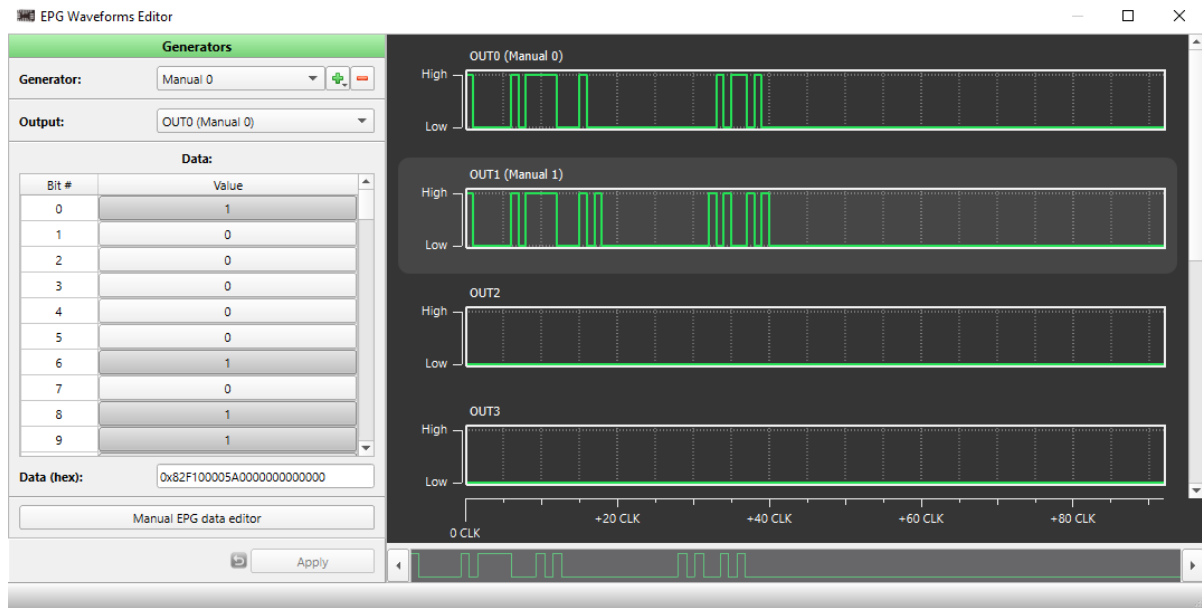 EPG Waveforms Editor
Generators
Generator: Manual 0
Output: OUT0 (Manual 0)
Data:
Bit # Value
0 1
1 0
2 0
3 0
4 0
5 0
6 1
7 0
8 1
9 1
Data (hex): 0x82F100005A0000000000000
Manual EPG data editor
Apply
OUT0 (Manual 0)
High
Low
OUT1 (Manual 1)
High
Low
OUT2
High
Low
OUT3
High
Low
0 CLK +20 CLK +40 CLK +60 CLK +80 CLK